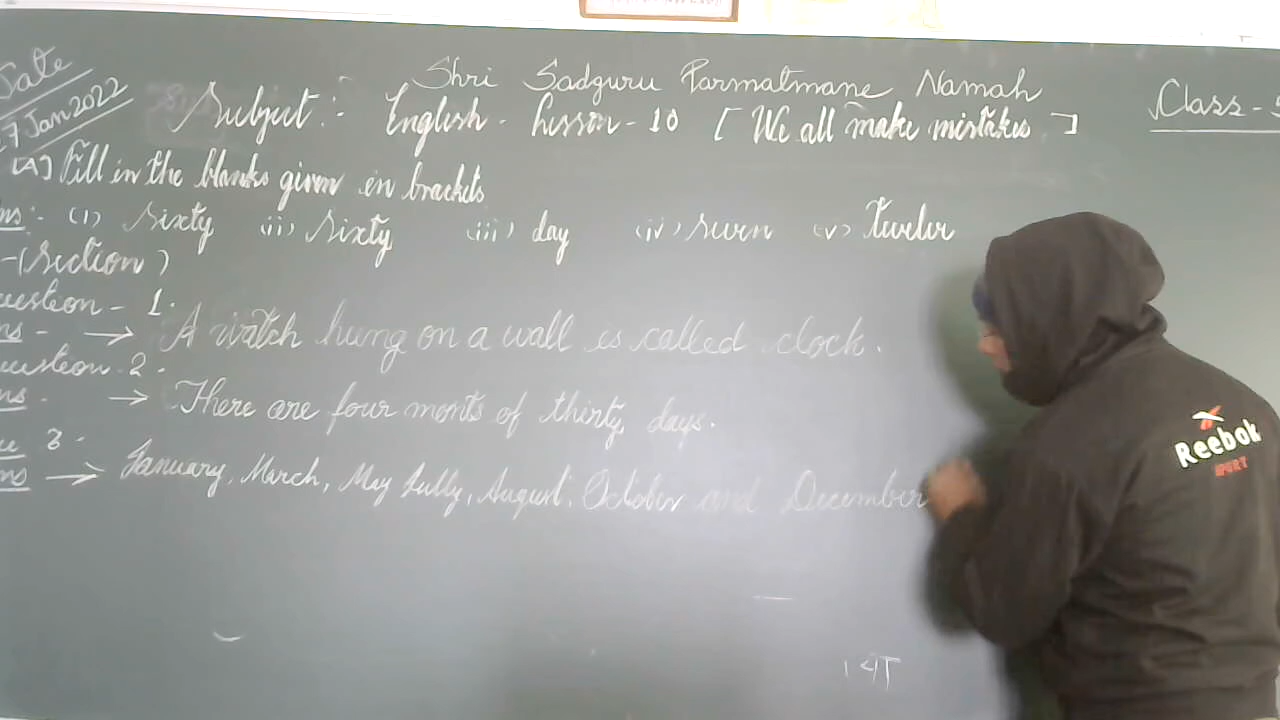 Shri Sadguru Parmatmane Namah
Date
27 Jan 2022
Subject :- English - Lesson - 10 [ We all make mistakes ]
Class - 5
[A] Fill in the blanks given in brackets
Ans:- (i) Sixty (ii) Sixty (iii) day (iv) seven (v) Twelve
-(Section)
Question - 1.
Ans - → A watch hung on a wall is called clock.
Question 2.
Ans. → There are four monts of thirty days.
3.
Ans → January, March, May Jully, August, October and December
Reebok
SPORT